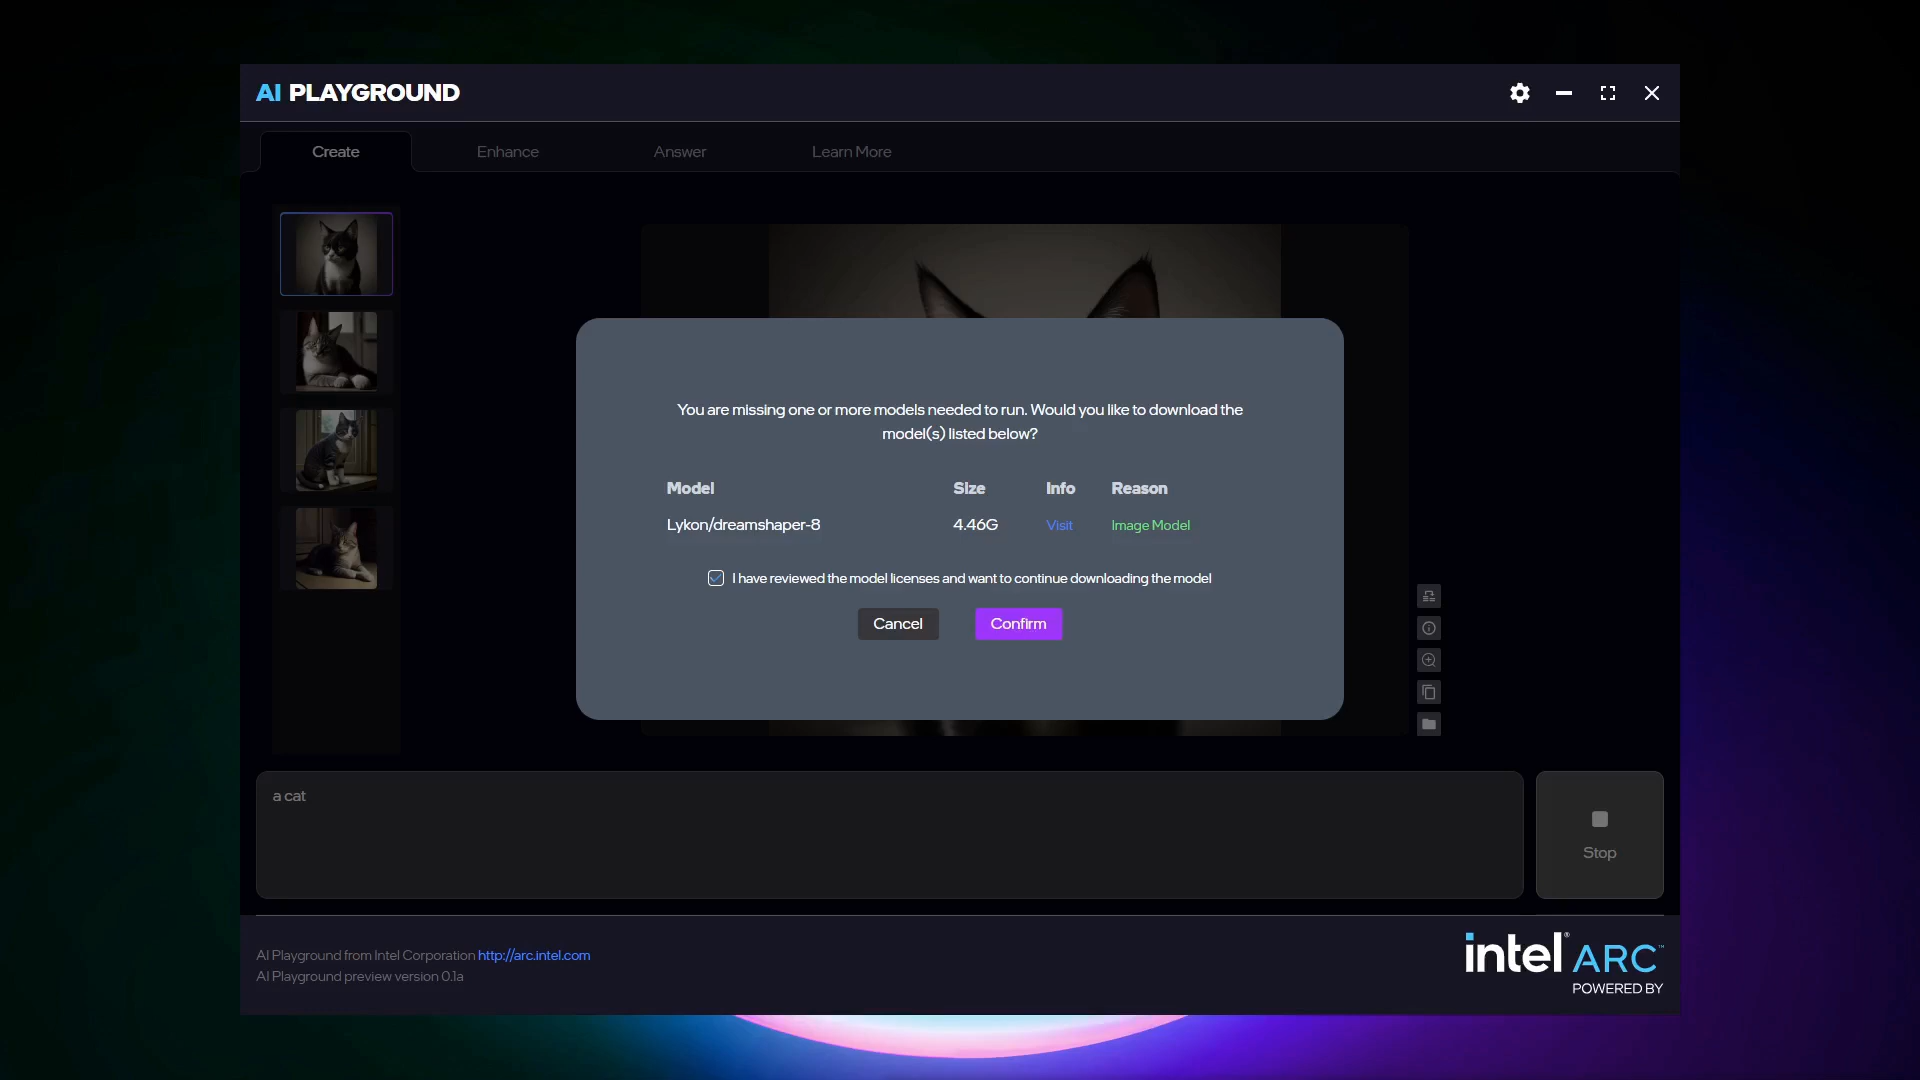 AI PLAYGROUND
Create
Enhance
Answer
Learn More
You are missing one or more models needed to run. Would you like to download the
model(s) listed below?
Model Size Info Reason
Lykon/dreamshaper-8 4.46G Visit Image Model
I have reviewed the model licenses and want to continue downloading the model
Cancel
Confirm
a cat
Stop
AI Playground from Intel Corporation http://arc.intel.com
AI Playground preview version 0.1a
intel® ARC™
POWERED BY